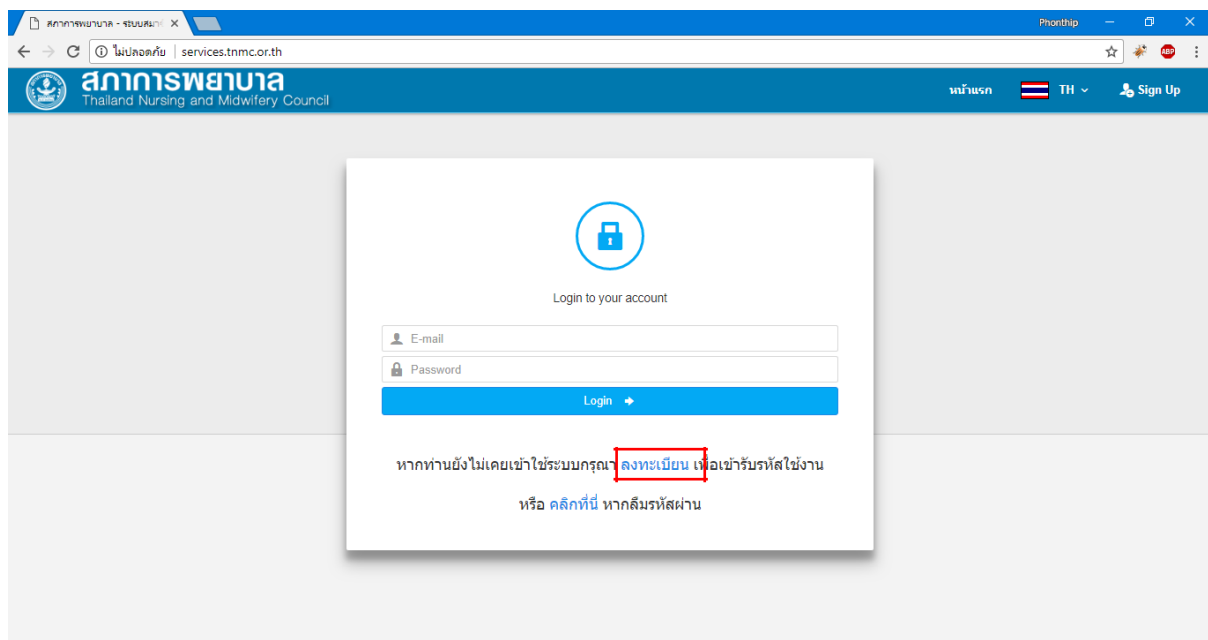 สภาการพยาบาล - ระบบสมาชิ
Phonthip
ไม่ปลอดภัย | services.tnmc.or.th
ABP
สภาการพยาบาล
Thailand Nursing and Midwifery Council
หน้าแรก TH Sign Up
Login to your account
E-mail
Password
Login
หากท่านยังไม่เคยเข้าใช้ระบบกรุณา ลงทะเบียน เพื่อเข้ารับรหัสใช้งาน
หรือ คลิกที่นี่ หากลืมรหัสผ่าน